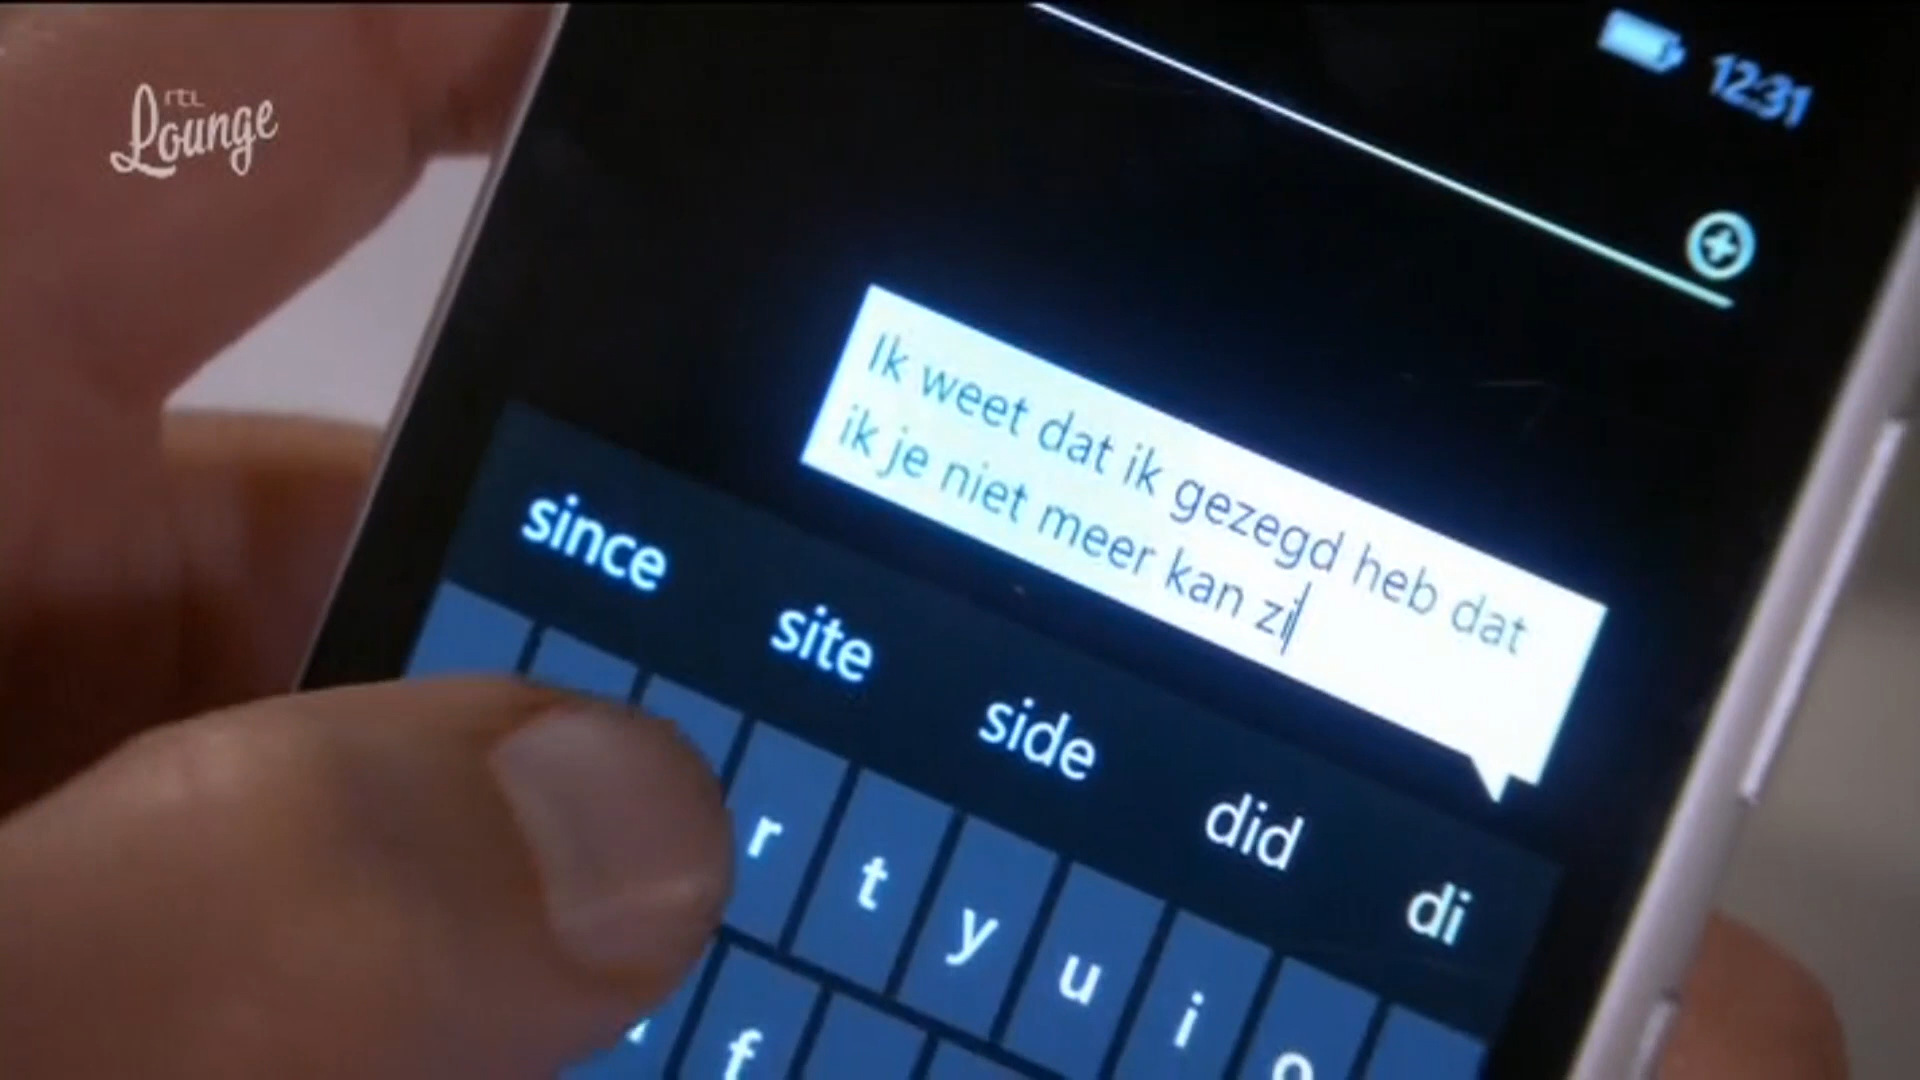 rtl
Lounge
12:31
Ik weet dat ik gezegd heb dat
ik je niet meer kan zi
since site side did di
r t y u i o
f